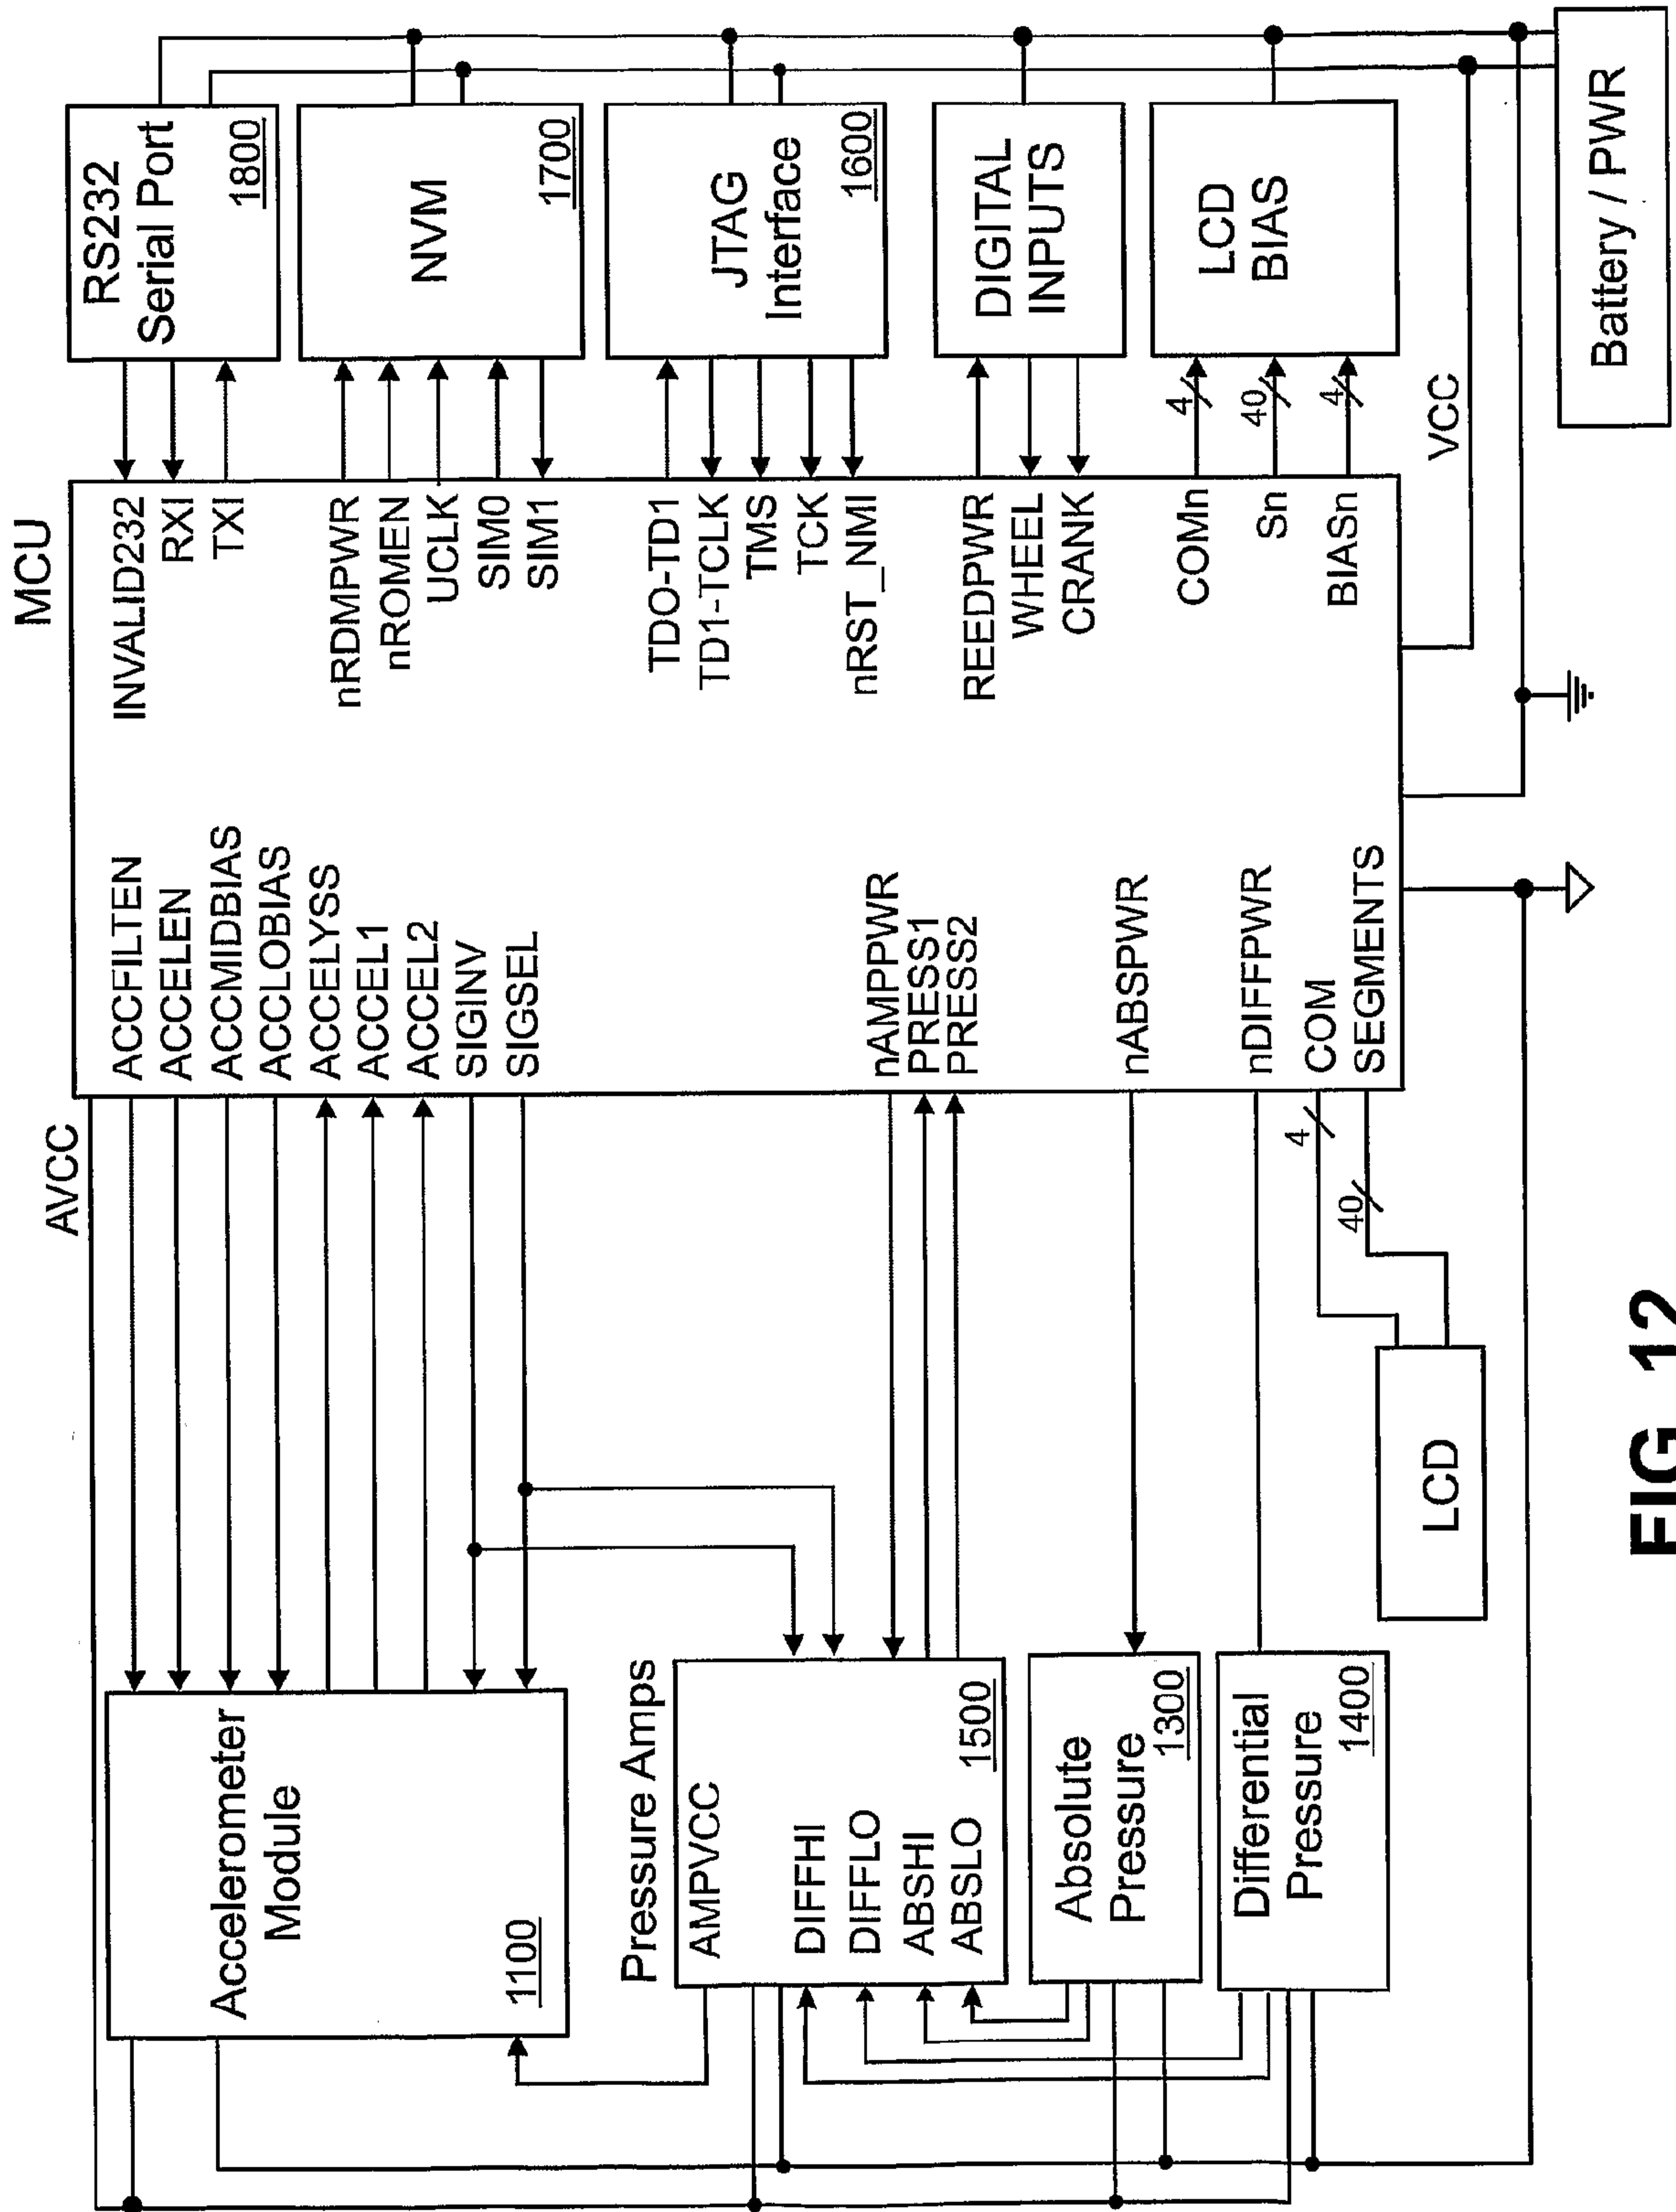 MCU
AVCC
ACCFILTEN
ACCELEN
ACCMIDBIAS
ACCLOBIAS
ACCELYSS
ACCEL1
ACCEL2
SIGINV
SIGSEL
nAMPPWR
PRESS1
PRESS2
nABSPWR
nDIFFPWR
COM
SEGMENTS
INVALID232
RXI
TXI
nRDMPWR
nROMEN
UCLK
SIM0
SIM1
TDO-TD1
TD1-TCLK
TMS
TCK
nRST_NMI
REEDPWR
WHEEL
CRANK
COMn
Sn
BIASn
RS232
Serial Port
1800
NVM
1700
JTAG
Interface
1600
DIGITAL
INPUTS
LCD
BIAS
4
40
4
VCC
Battery / PWR
Accelerometer
Module
1100
Pressure Amps
AMPVCC
DIFFHI
DIFFLO
ABSHI
ABSLO
1500
Absolute
Pressure
1300
Differential
Pressure
1400
4
40
LCD
FIG 12